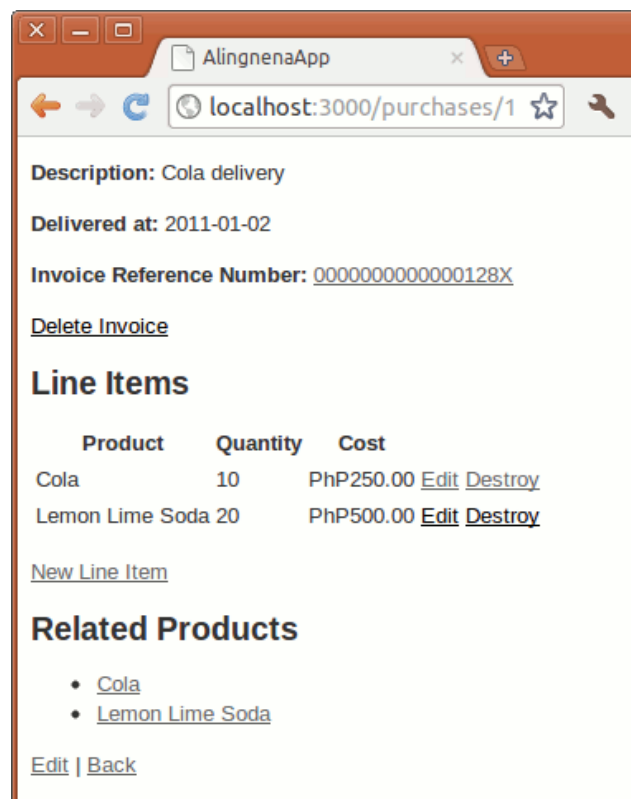 AlingnenaApp
localhost:3000/purchases/1
Description: Cola delivery
Delivered at: 2011-01-02
Invoice Reference Number: 0000000000000128X
Delete Invoice
Line Items
Product Quantity Cost
Cola 10 PhP250.00 Edit Destroy
Lemon Lime Soda 20 PhP500.00 Edit Destroy
New Line Item
Related Products
• Cola
• Lemon Lime Soda
Edit | Back